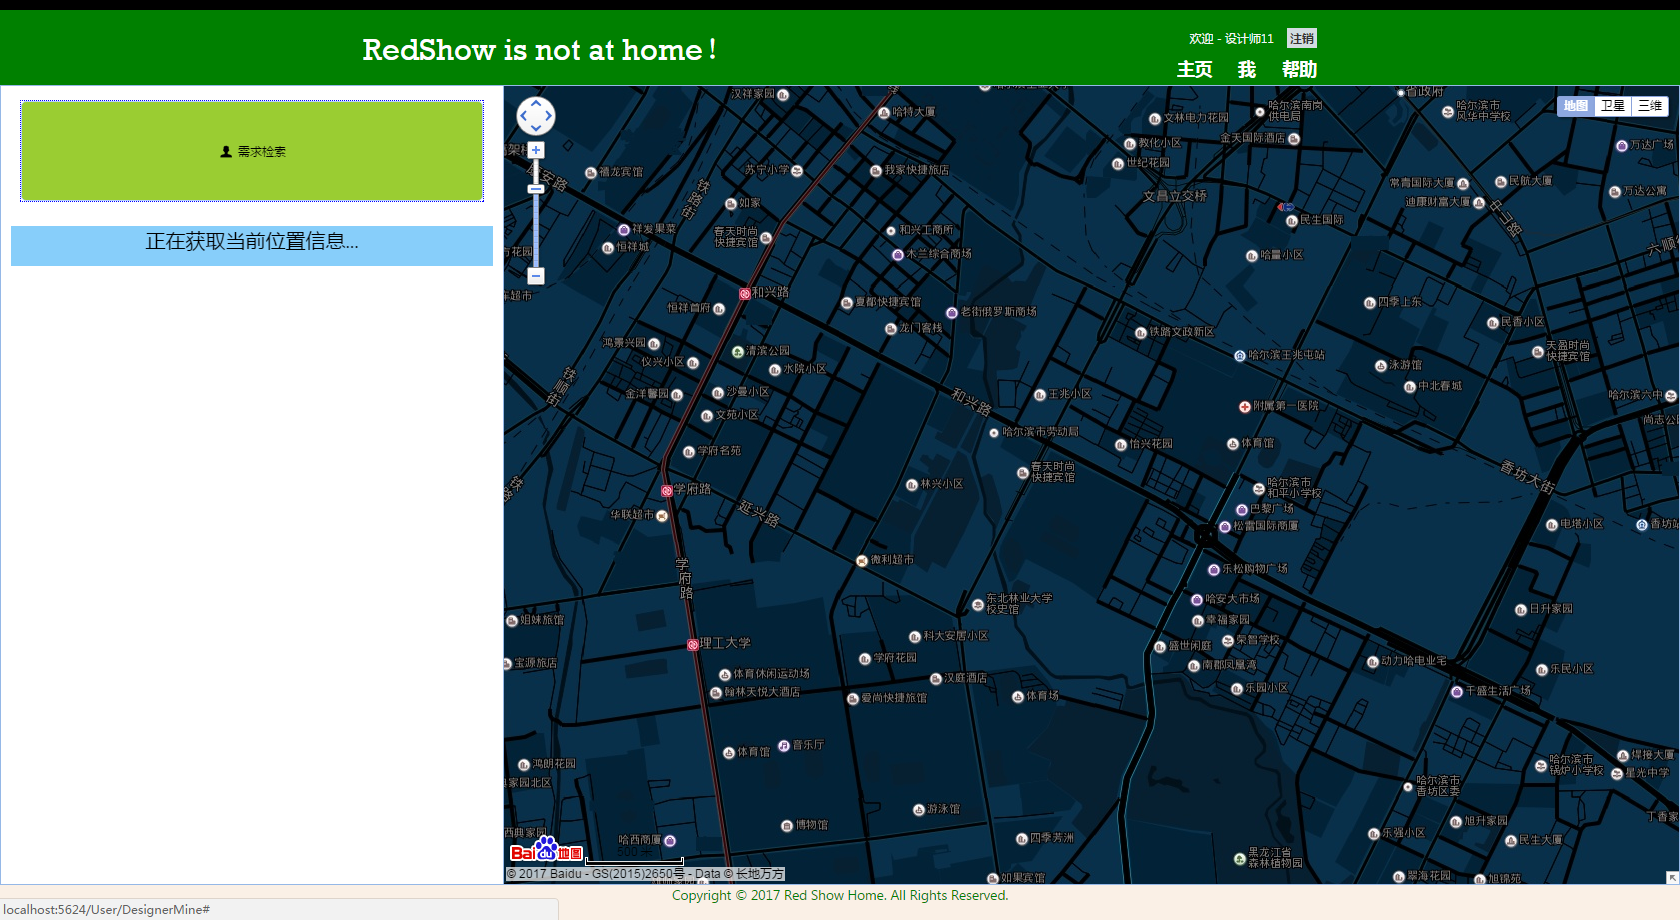 RedShow is not at home!
欢迎 - 设计师11 注销
主页 我 帮助
需求检索
正在获取当前位置信息...
地图 卫星 三维
汉祥家园
哈特大厦
文林电力花园
哈尔滨南岗
供电局
省政府
哈尔滨市
风华中学校
教化小区
金天国际酒店
万达广场
世纪花园
禧龙宾馆
苏宁小学
我家快捷旅店
铁路街
文昌立交桥
常青国际大厦
民航大厦
万达公寓
迪康财富大厦
如家
民生国际
祥发果菜
恒祥城
春天时尚
快捷宾馆
和兴工商所
木兰综合商场
哈量小区
六顺街
和兴路
恒祥首府
夏都快捷宾馆
老街俄罗斯商场
龙门客栈
四季上东
民香小区
铁路文政新区
鸿景兴园
清滨公园
仪兴小区
水院小区
哈尔滨王兆屯站
天盈时尚
快捷宾馆
泳游馆
中北春城
铁顺街
金洋馨园
沙曼小区
文苑小区
和兴路
王兆小区
附属第一医院
哈尔滨六中
哈尔滨市劳动局
怡兴花园
体育馆
学府名苑
春天时尚
快捷宾馆
香坊大街
学府路
林兴小区
哈尔滨市
和平小学校
巴黎广场
松雷国际商厦
华联超市
延兴路
电塔小区
香坊站
学府路
微利超市
乐松购物广场
东北林业大学
校史馆
哈安大市场
幸福家园
日升家园
姐妹旅馆
理工大学
科大安居小区
盛世闲庭
荣智学校
学府花园
南郡凤凰湾
动力哈电业宅
宝源旅店
乐民小区
体育休闲运动场
翰林天悦大酒店
汉庭酒店
爱尚快捷旅馆
体育场
乐园小区
千盛生活广场
体育馆
音乐厅
鸿朗花园
哈尔滨市
锅炉小学校
焊接大厦
星光中学
哈尔滨市
香坊区委
游泳馆
博物馆
哈西商厦
四季芳洲
乐强小区
旭升家园
民生大厦
黑龙江省
森林植物园
如果宾馆
翠海花园
旭锦苑
Bai du 地图
500 米
© 2017 Baidu - GS(2015)2650号 - Data © 长地万方
Copyright © 2017 Red Show Home. All Rights Reserved.
localhost:5624/User/DesignerMine#